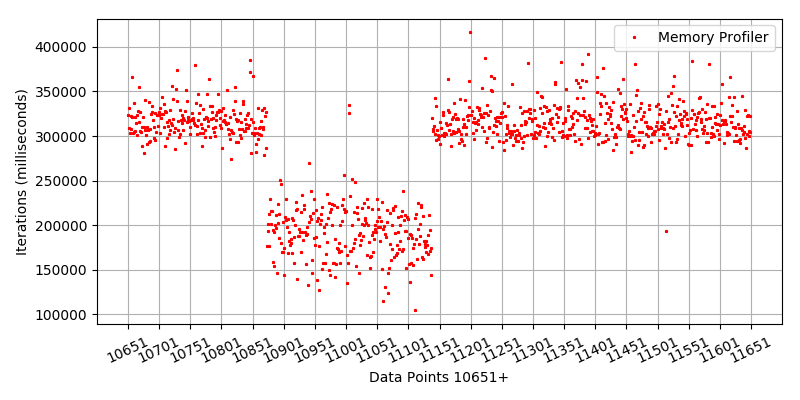 Memory Profiler
400000
350000
300000
250000
200000
150000
100000
Iterations (milliseconds)
10651 10701 10751 10801 10851 10901 10951 11001 11051 11101 11151 11201 11251 11301 11351 11401 11451 11501 11551 11601 11651
Data Points 10651+